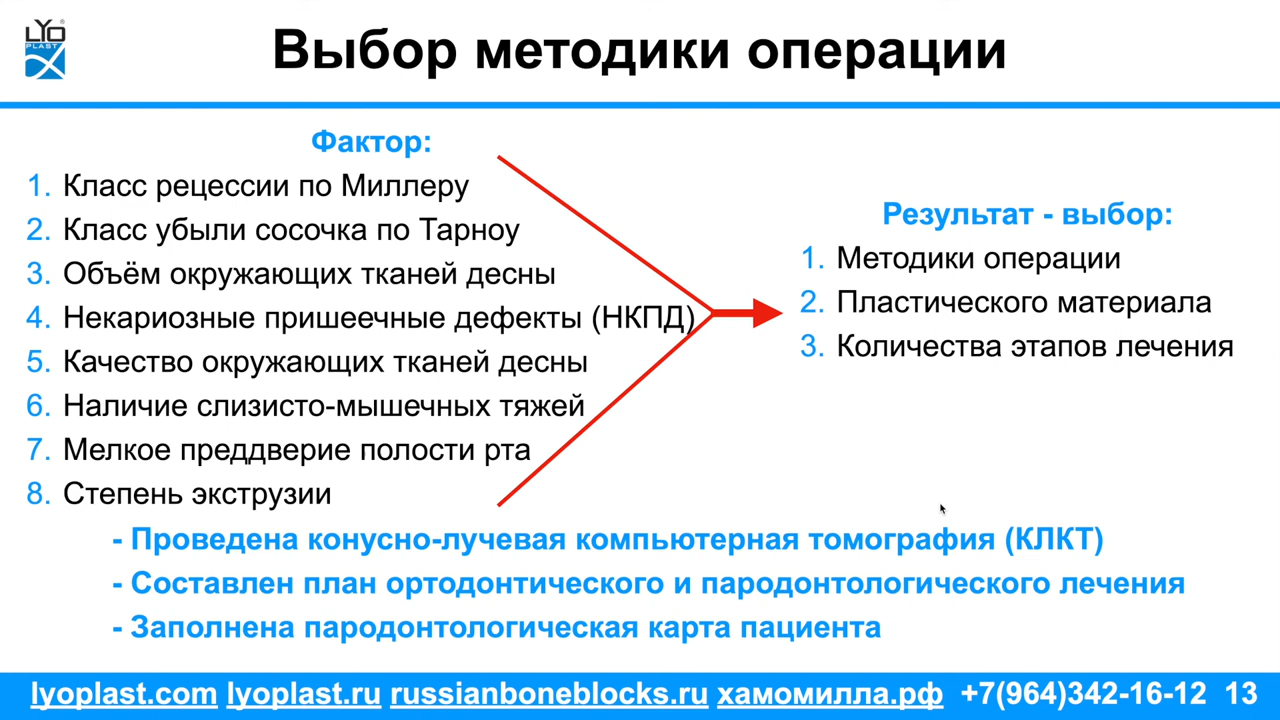 LYO
PLAST
Выбор методики операции
Фактор:
1. Класс рецессии по Миллеру
2. Класс убыли сосочка по Тарноу
3. Объём окружающих тканей десны
4. Некариозные пришеечные дефекты (НКПД)
5. Качество окружающих тканей десны
6. Наличие слизисто-мышечных тяжей
7. Мелкое преддверие полости рта
8. Степень экструзии
Результат - выбор:
1. Методики операции
2. Пластического материала
3. Количества этапов лечения
- Проведена конусно-лучевая компьютерная томография (КЛКТ)
- Составлен план ортодонтического и пародонтологического лечения
- Заполнена пародонтологическая карта пациента
lyoplast.com lyoplast.ru russianboneblocks.ru хамомилла.рф +7(964)342-16-12 13